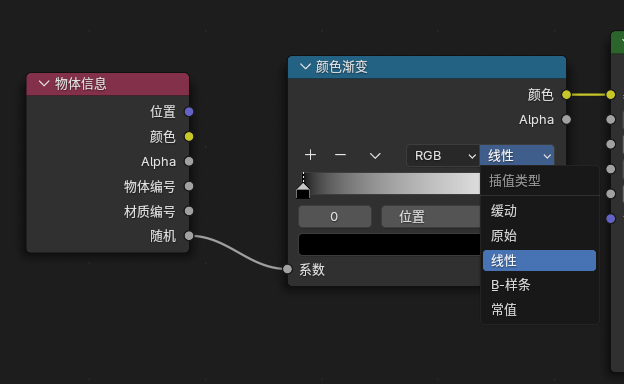 物体信息
位置
颜色
Alpha
物体编号
材质编号
随机
颜色渐变
颜色
Alpha
RGB
线性
0
位置
系数
插值类型
缓动
原始
线性
B-样条
常值